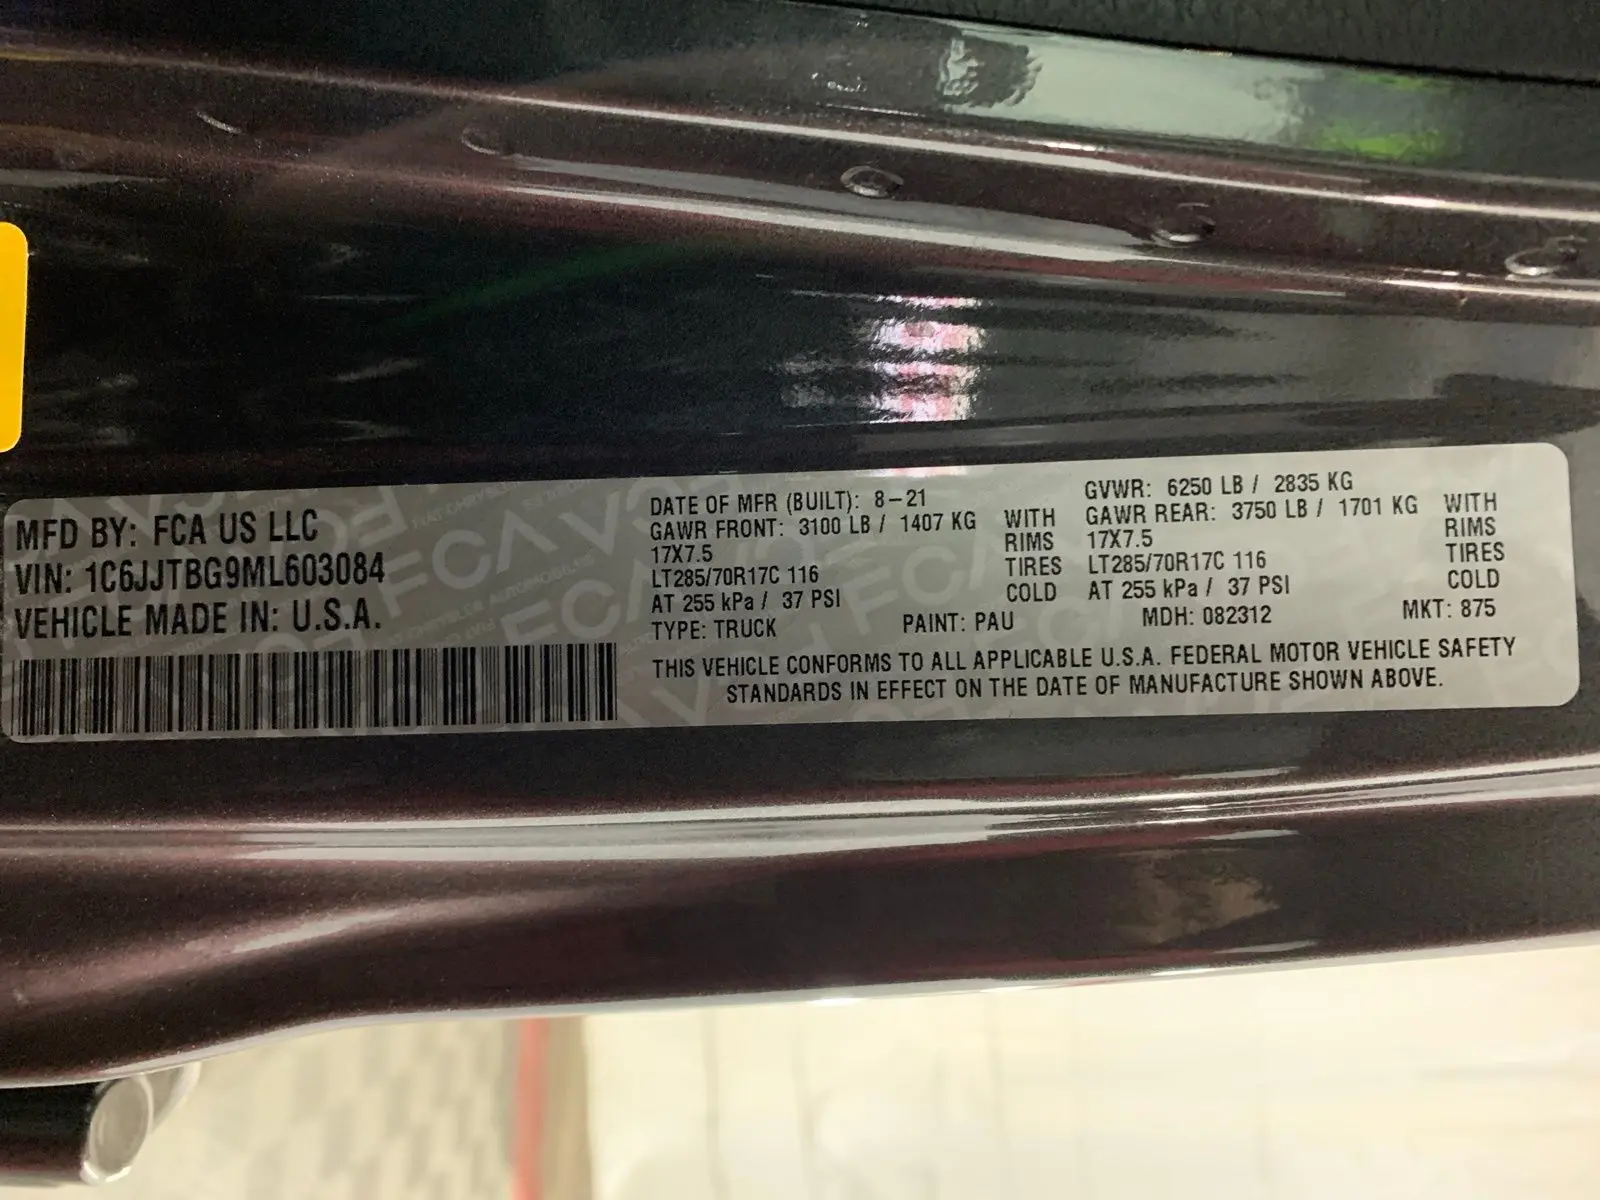 MFD BY: FCA US LLC
VIN: 1C6JJTBG9ML603084
VEHICLE MADE IN: U.S.A.
DATE OF MFR (BUILT): 8-21 GVWR: 6250 LB / 2835 KG
GAWR FRONT: 3100 LB / 1407 KG WITH GAWR REAR: 3750 LB / 1701 KG WITH
17X7.5 RIMS 17X7.5 RIMS
LT285/70R17C 116 TIRES LT285/70R17C 116 TIRES
AT 255 kPa / 37 PSI COLD AT 255 kPa / 37 PSI COLD
TYPE: TRUCK PAINT: PAU MDH: 082312 MKT: 875
THIS VEHICLE CONFORMS TO ALL APPLICABLE U.S.A. FEDERAL MOTOR VEHICLE SAFETY
STANDARDS IN EFFECT ON THE DATE OF MANUFACTURE SHOWN ABOVE.